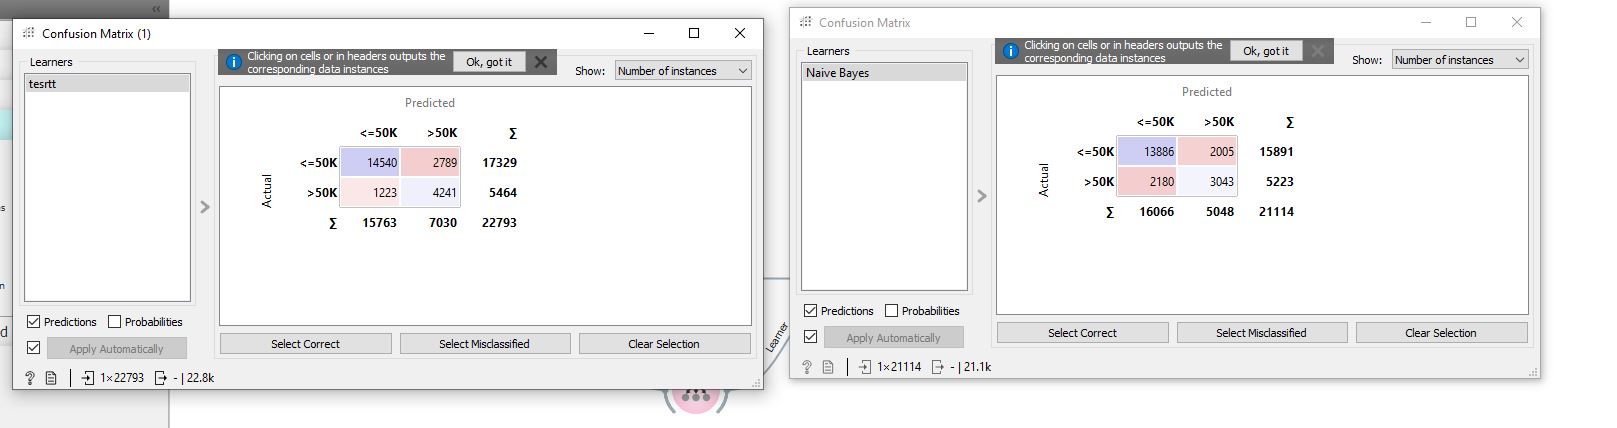 Confusion Matrix (1)
Learners
tesrtt
Clicking on cells or in headers outputs the
corresponding data instances
Ok, got it
Show: Number of instances
Predicted
<=50K >50K Σ
<=50K 14540 2789 17329
>50K 1223 4241 5464
Σ 15763 7030 22793
Actual
Predictions Probabilities
Apply Automatically
Select Correct Select Misclassified Clear Selection
? 1×22793 - | 22.8k
Learner
Confusion Matrix
Learners
Naive Bayes
Clicking on cells or in headers outputs the
corresponding data instances
Ok, got it
Show: Number of instances
Predicted
<=50K >50K Σ
<=50K 13886 2005 15891
>50K 2180 3043 5223
Σ 16066 5048 21114
Actual
Predictions Probabilities
Apply Automatically
Select Correct Select Misclassified Clear Selection
? 1×21114 - | 21.1k